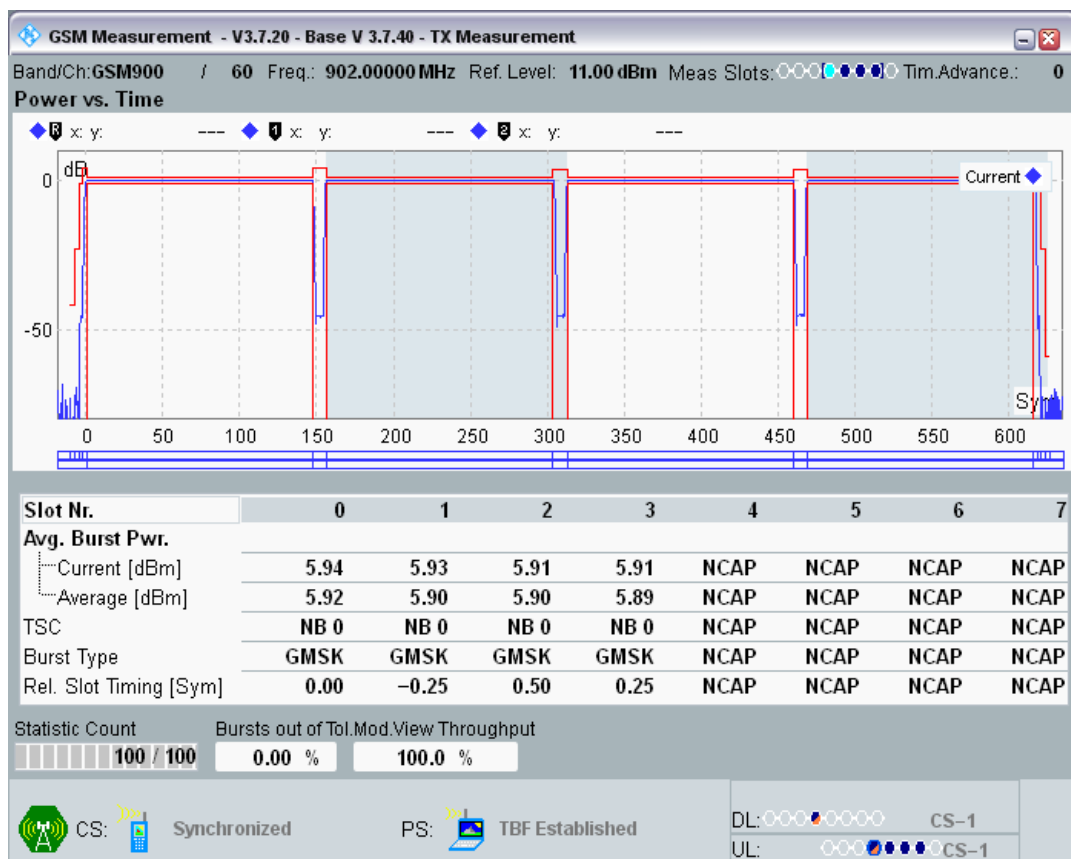 GSM Measurement - V3.7.20 - Base V 3.7.40 - TX Measurement
Band/Ch:GSM900 / 60 Freq.: 902.00000 MHz Ref. Level: 11.00 dBm Meas Slots: Tim.Advance.: 0
Power vs. Time
R x: y: --- 1 x: y: --- 2 x: y: ---
dB
0
Current
-50
Sym
0 50 100 150 200 250 300 350 400 450 500 550 600
Slot Nr. 0 1 2 3 4 5 6 7
Avg. Burst Pwr.
Current [dBm] 5.94 5.93 5.91 5.91 NCAP NCAP NCAP NCAP
Average [dBm] 5.92 5.90 5.90 5.89 NCAP NCAP NCAP NCAP
TSC NB 0 NB 0 NB 0 NB 0 NCAP NCAP NCAP NCAP
Burst Type GMSK GMSK GMSK GMSK NCAP NCAP NCAP NCAP
Rel. Slot Timing [Sym] 0.00 −0.25 0.50 0.25 NCAP NCAP NCAP NCAP
Statistic Count Bursts out of Tol. Mod.View Throughput
100 / 100 0.00 % 100.0 %
CS: Synchronized PS: TBF Established DL: CS−1
UL: CS−1